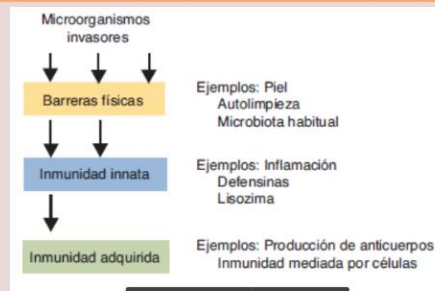 Microorganismos
invasores
Barreras físicas
Ejemplos: Piel
Autolimpieza
Microbiota habitual
Inmunidad innata
Ejemplos: Inflamación
Defensinas
Lisozima
Inmunidad adquirida
Ejemplos: Producción de anticuerpos
Inmunidad mediada por células